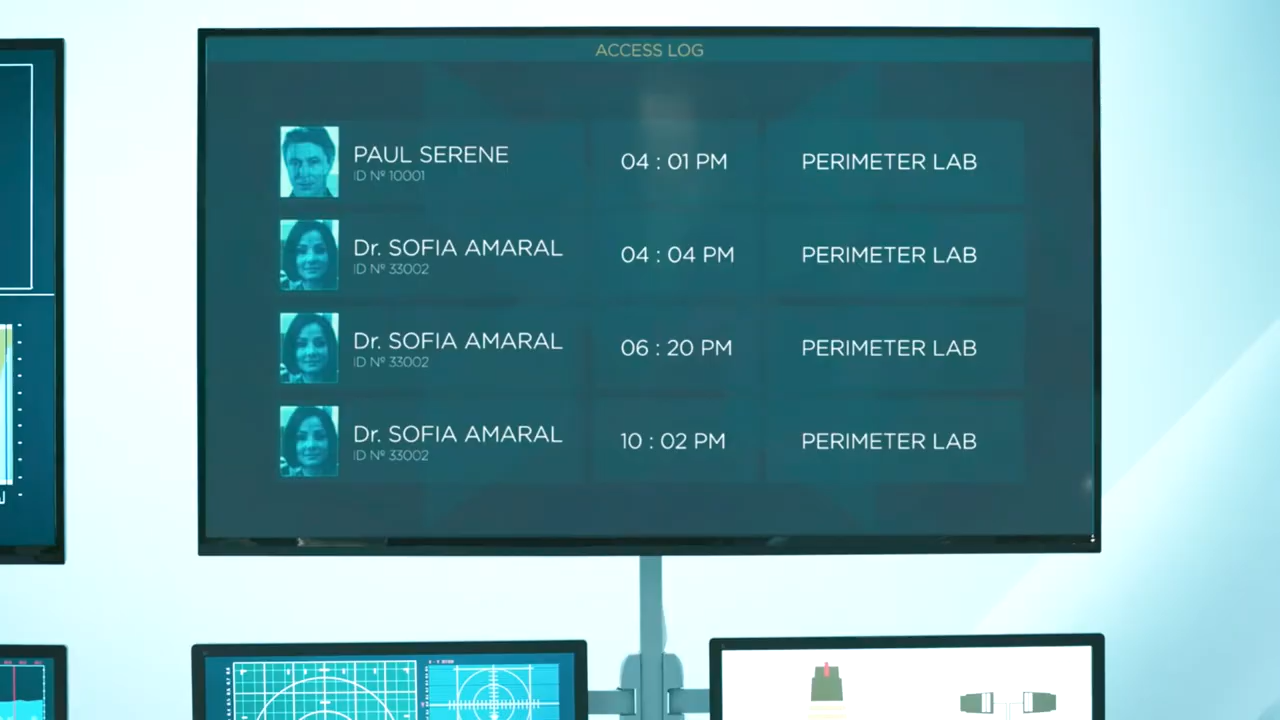 ACCESS LOG
PAUL SERENE
ID Nº 10001
04 : 01 PM
PERIMETER LAB
Dr. SOFIA AMARAL
ID Nº 33002
04 : 04 PM
PERIMETER LAB
Dr. SOFIA AMARAL
ID Nº 33002
06 : 20 PM
PERIMETER LAB
Dr. SOFIA AMARAL
ID Nº 33002
10 : 02 PM
PERIMETER LAB